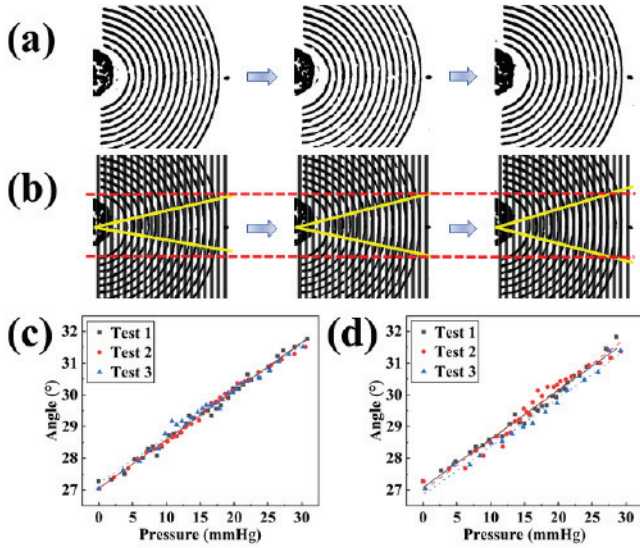 (a)
(b)
(c)
(d)
32
31
30
29
28
27
Angle (°)
Test 1
Test 2
Test 3
0 5 10 15 20 25 30
Pressure (mmHg)
32
31
30
29
28
27
Angle (°)
Test 1
Test 2
Test 3
0 5 10 15 20 25 30
Pressure (mmHg)